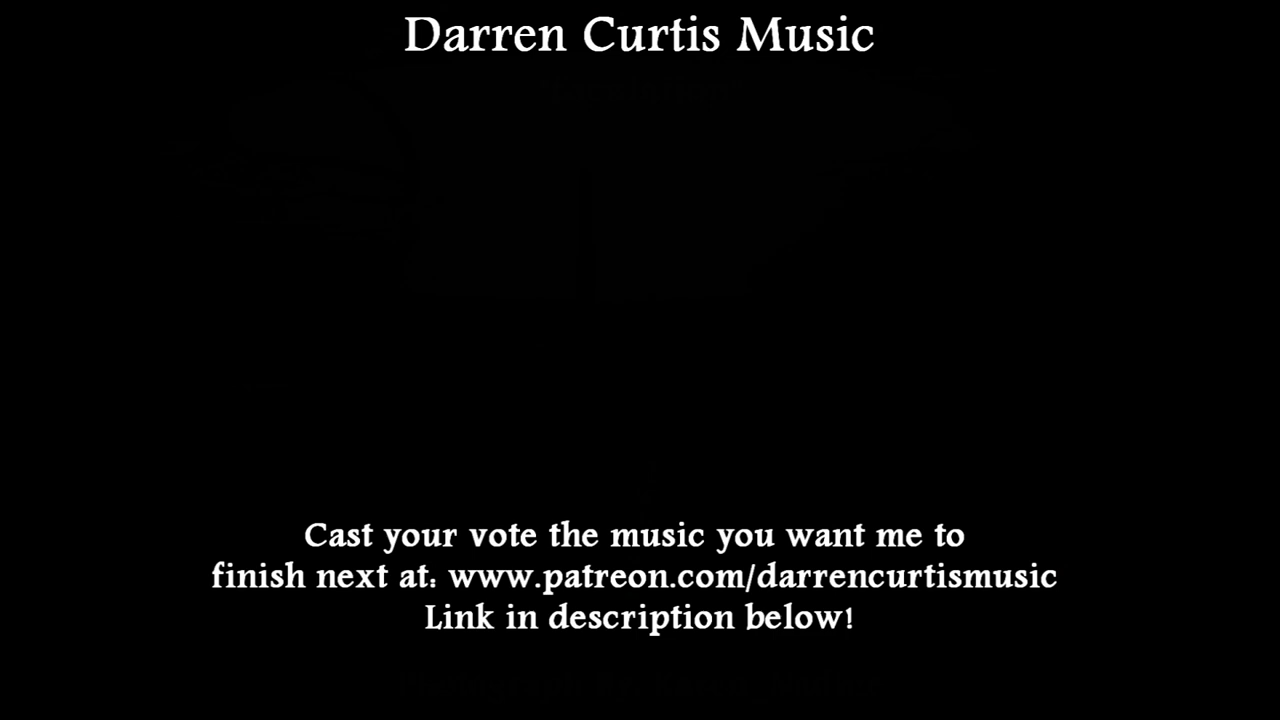 Darren Curtis Music
Cast your vote the music you want me to
finish next at: www.patreon.com/darrencurtismusic
Link in description below!